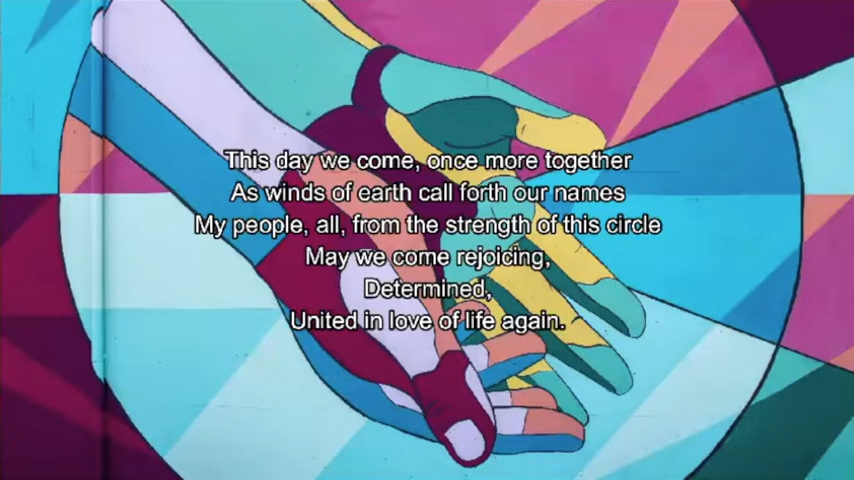 This day we come, once more together
As winds of earth call forth our names
My people, all, from the strength of this circle
May we come rejoicing,
Determined,
United in love of life again.